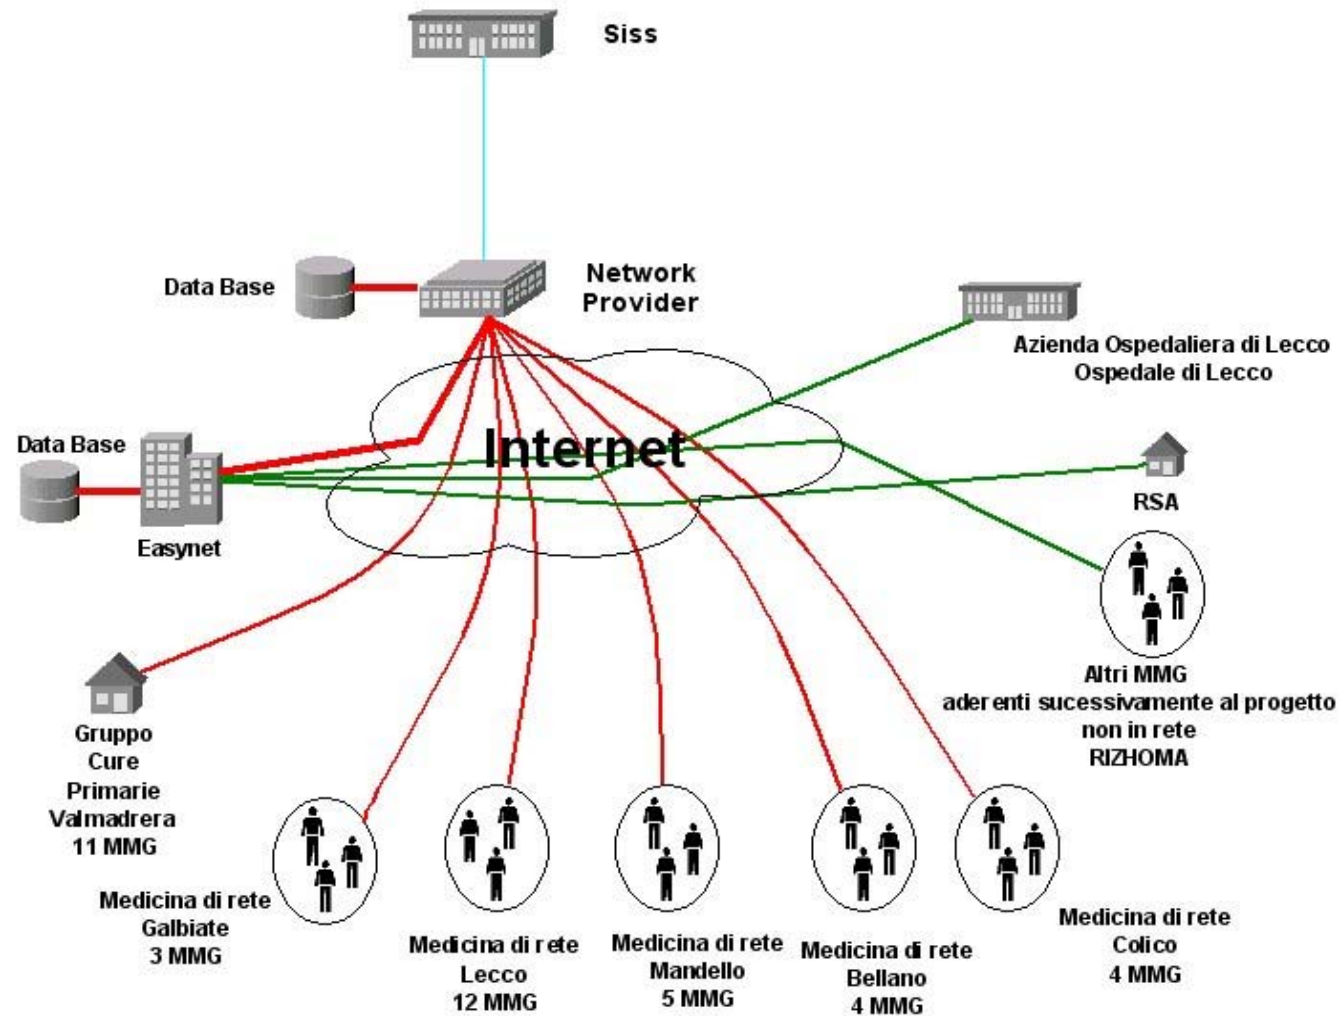 Siss
Data Base
Network
Provider
Azienda Ospedaliera di Lecco
Ospedale di Lecco
Internet
Data Base
Easynet
RSA
Altri MMG
aderenti sucessivamente al progetto
non in rete
RIZHOMA
Gruppo
Cure
Primarie
Valmadrera
11 MMG
Medicina di rete
Galbiate
3 MMG
Medicina di rete
Lecco
12 MMG
Medicina di rete
Mandello
5 MMG
Medicina di rete
Bellano
4 MMG
Medicina di rete
Colico
4 MMG